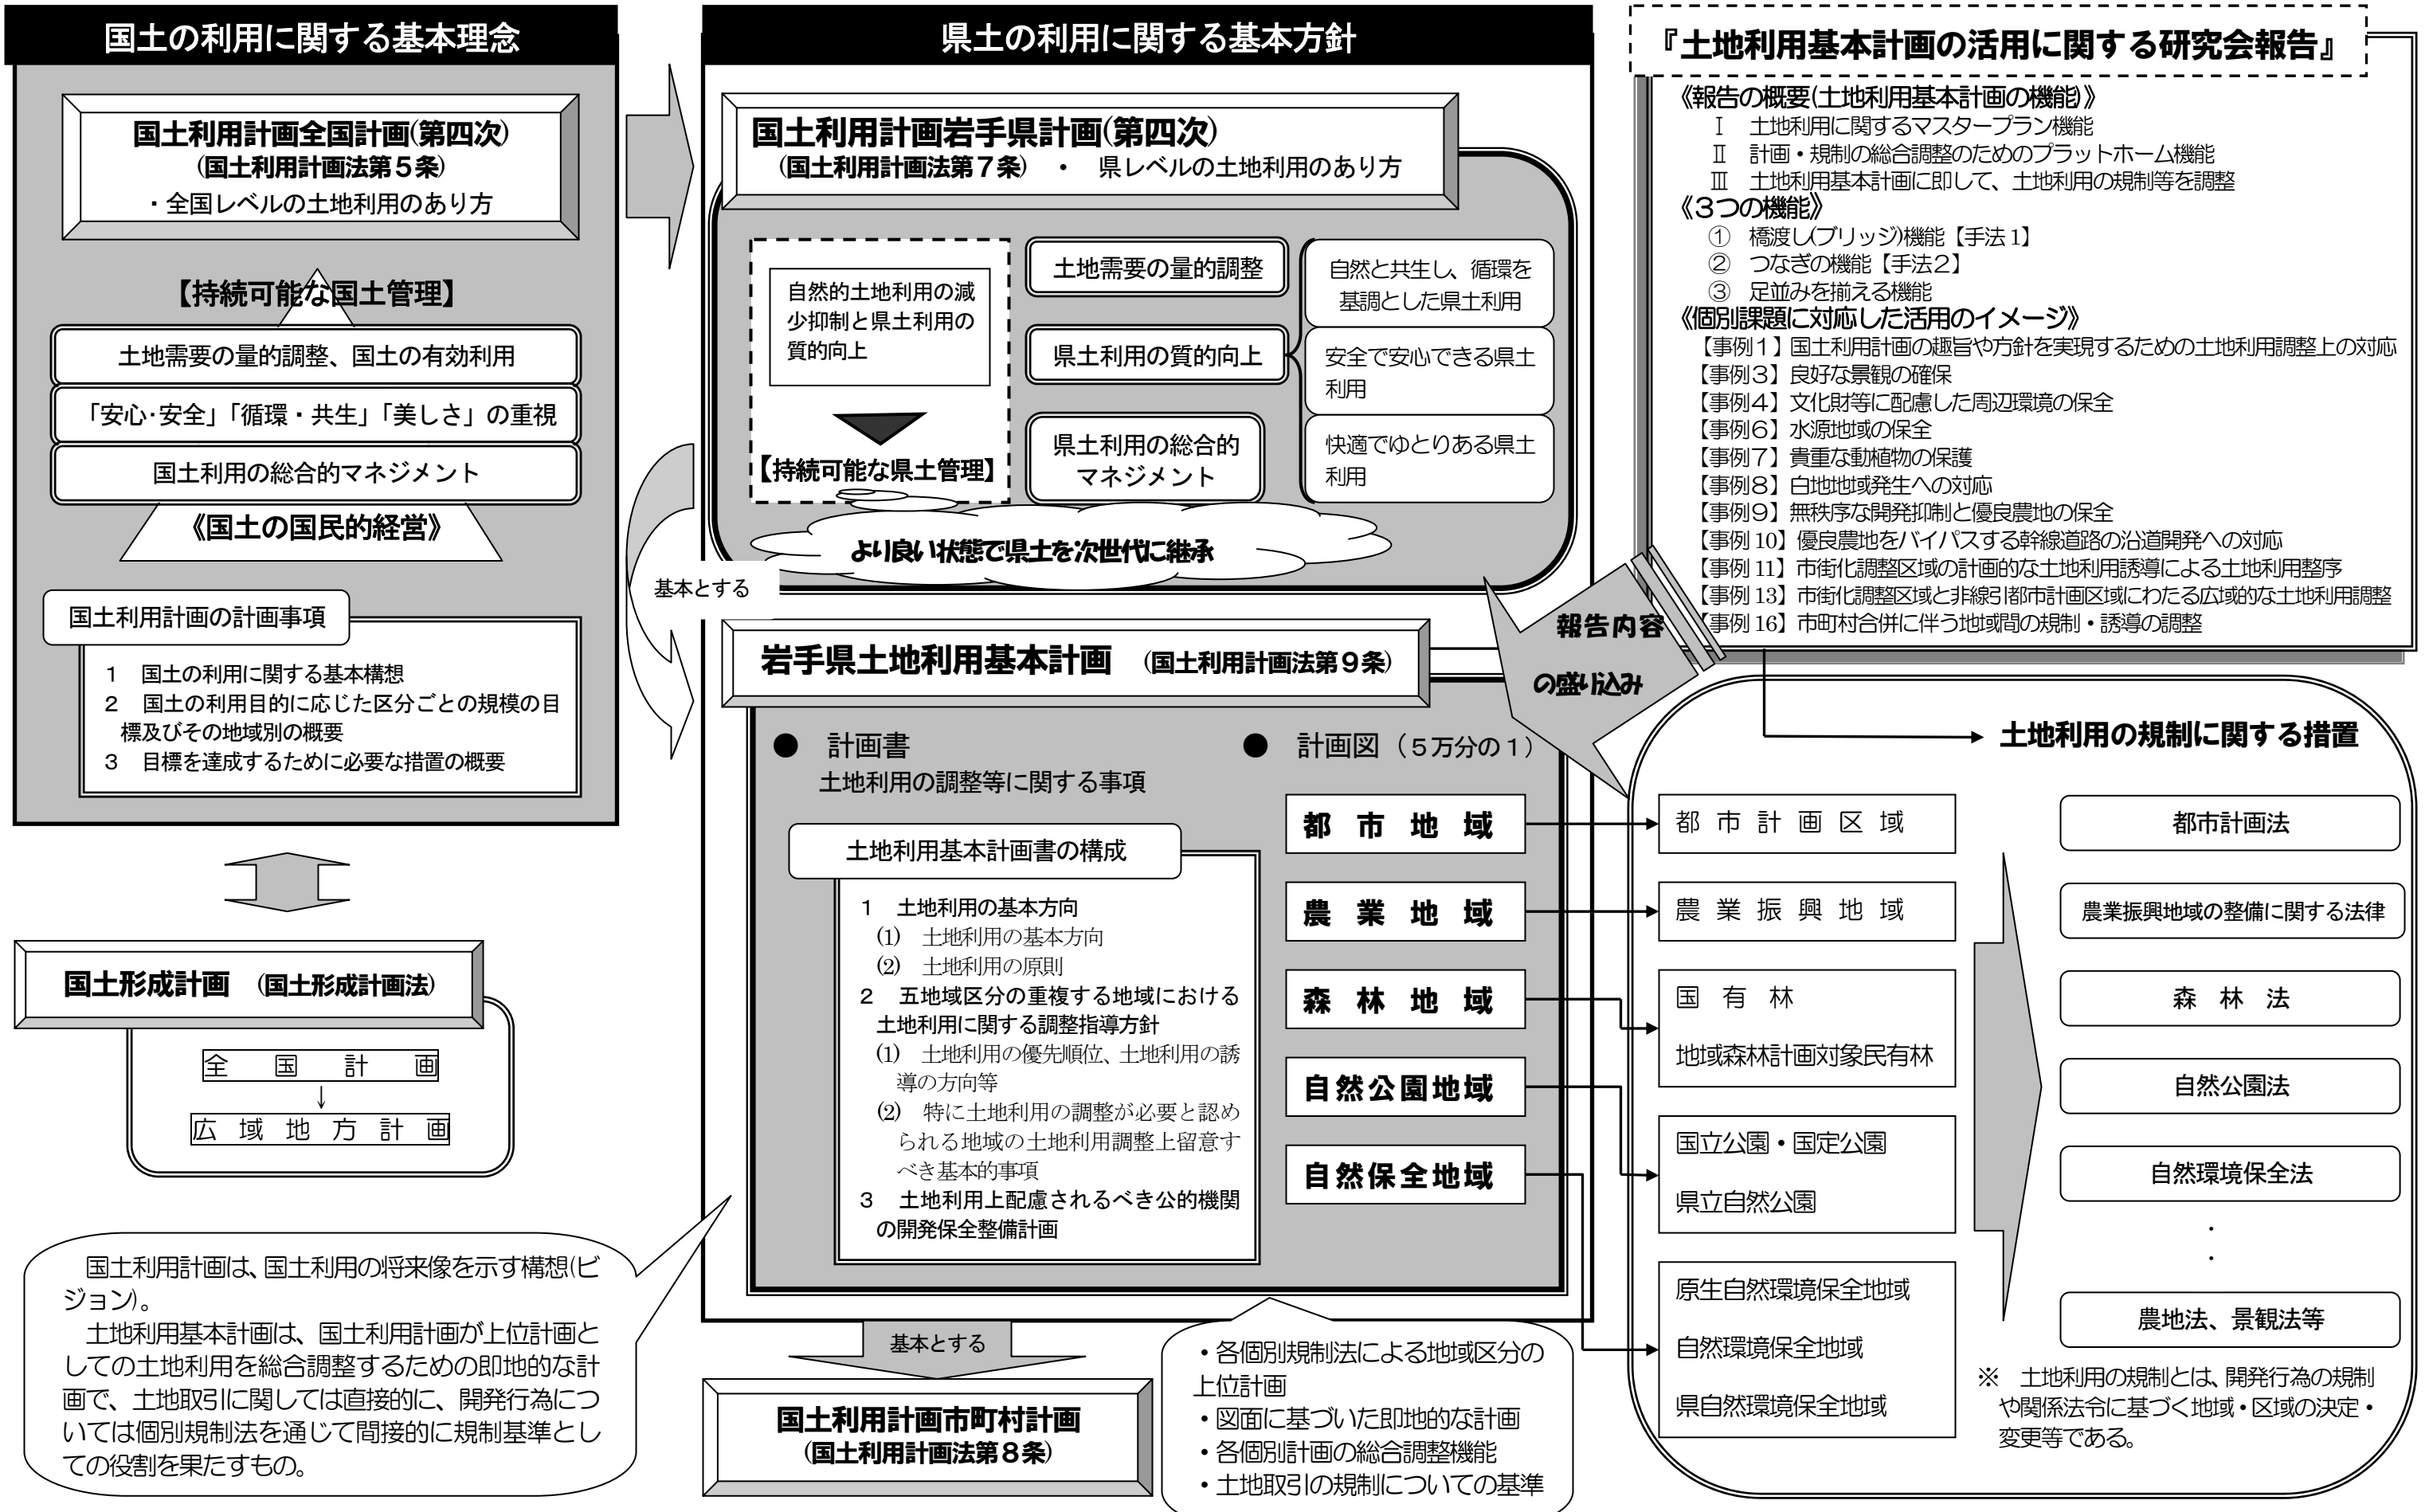 国土の利用に関する基本理念
国土利用計画全国計画(第四次)
(国土利用計画法第５条)
・全国レベルの土地利用のあり方
【持続可能な国土管理】
土地需要の量的調整、国土の有効利用
「安心・安全」「循環・共生」「美しさ」の重視
国土利用の総合的マネジメント
《国土の国民的経営》
国土利用計画の計画事項
1　国土の利用に関する基本構想
2　国土の利用目的に応じた区分ごとの規模の目
標及びその地域別の概要
3　目標を達成するために必要な措置の概要
国土形成計画　(国土形成計画法)
全国計画
↓
広域地方計画
国土利用計画は、国土利用の将来像を示す構想(ビ
ジョン)。
土地利用基本計画は、国土利用計画が上位計画と
しての土地利用を総合調整するための即地的な計
画で、土地取引に関しては直接的に、開発行為につ
いては個別規制法を通じて間接的に規制基準とし
ての役割を果たすもの。
県土の利用に関する基本方針
国土利用計画岩手県計画(第四次)
(国土利用計画法第７条)　・　県レベルの土地利用のあり方
自然的土地利用の減
少抑制と県土利用の
質的向上
【持続可能な県土管理】
土地需要の量的調整
県土利用の質的向上
県土利用の総合的
マネジメント
自然と共生し、循環を
基調とした県土利用
安全で安心できる県土
利用
快適でゆとりある県土
利用
より良い状態で県土を次世代に継承
基本とする
岩手県土地利用基本計画　(国土利用計画法第９条)
●　計画書
土地利用の調整等に関する事項
土地利用基本計画書の構成
1　土地利用の基本方向
(1)　土地利用の基本方向
(2)　土地利用の原則
2　五地域区分の重複する地域における
土地利用に関する調整指導方針
(1)　土地利用の優先順位、土地利用の誘
導の方向等
(2)　特に土地利用の調整が必要と認め
られる地域の土地利用調整上留意す
べき基本的事項
3　土地利用上配慮されるべき公的機関
の開発保全整備計画
●　計画図（５万分の１）
都市地域
農業地域
森林地域
自然公園地域
自然保全地域
基本とする
国土利用計画市町村計画
(国土利用計画法第８条)
・各個別規制法による地域区分の
上位計画
・図面に基づいた即地的な計画
・各個別計画の総合調整機能
・土地取引の規制についての基準
『土地利用基本計画の活用に関する研究会報告』
《報告の概要(土地利用基本計画の機能)》
Ⅰ　土地利用に関するマスタープラン機能
Ⅱ　計画・規制の総合調整のためのプラットホーム機能
Ⅲ　土地利用基本計画に即して、土地利用の規制等を調整
《３つの機能》
①　橋渡し(ブリッジ)機能【手法１】
②　つなぎの機能【手法２】
③　足並みを揃える機能
《個別課題に対応した活用のイメージ》
【事例１】国土利用計画の趣旨や方針を実現するための土地利用調整上の対応
【事例３】良好な景観の確保
【事例４】文化財等に配慮した周辺環境の保全
【事例６】水源地域の保全
【事例７】貴重な動植物の保護
【事例８】白地地域発生への対応
【事例９】無秩序な開発抑制と優良農地の保全
【事例 10】優良農地をバイパスする幹線道路の沿道開発への対応
【事例 11】市街化調整区域の計画的な土地利用誘導による土地利用整序
【事例 13】市街化調整区域と非線引都市計画区域にわたる広域的な土地利用調整
【事例 16】市町村合併に伴う地域間の規制・誘導の調整
報告内容
の盛り込み
土地利用の規制に関する措置
都市計画区域
農業振興地域
国有林
地域森林計画対象民有林
国立公園・国定公園
県立自然公園
原生自然環境保全地域
自然環境保全地域
県自然環境保全地域
都市計画法
農業振興地域の整備に関する法律
森林法
自然公園法
自然環境保全法
・
・
農地法、景観法等
※　土地利用の規制とは、開発行為の規制
や関係法令に基づく地域・区域の決定・
変更等である。